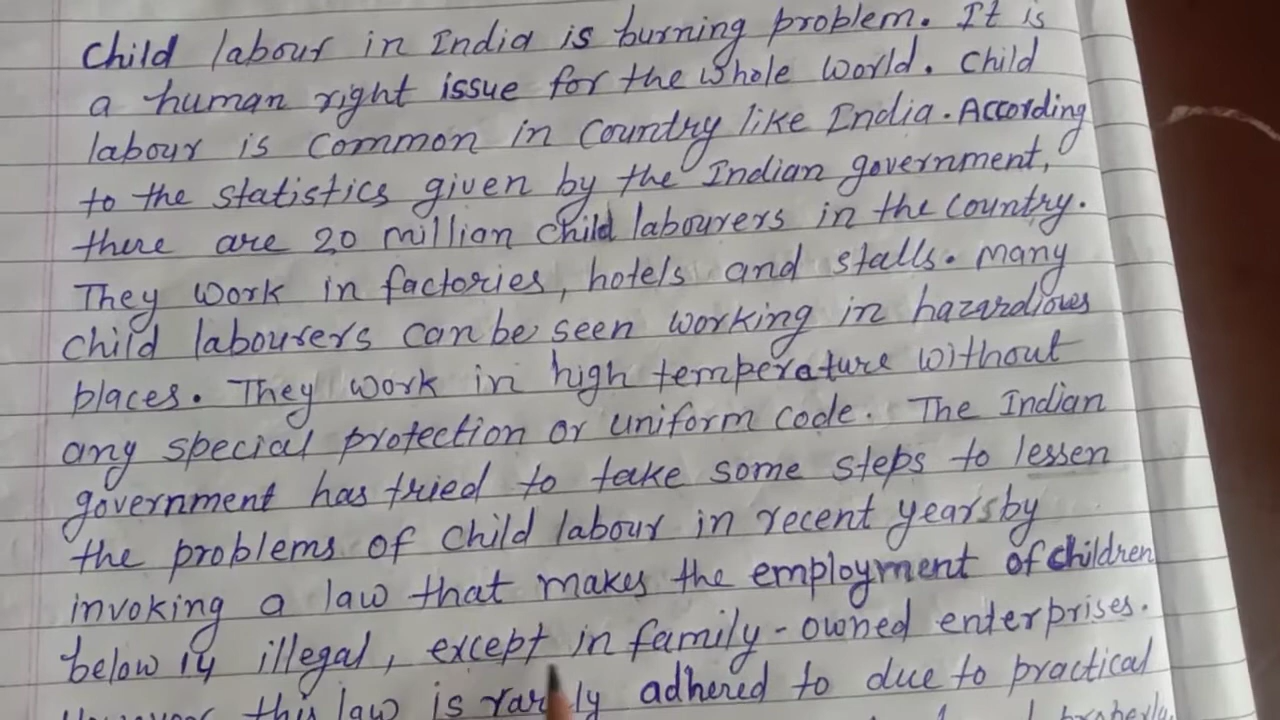 Child labour in India is burning problem. It is
a human right issue for the whole world. Child
labour is common in country like India. According
to the statistics given by the Indian government,
there are 20 million child labourers in the country.
They work in factories, hotels and stalls. Many
child labourers can be seen working in hazardious
places. They work in high temperature without
any special protection or uniform code. The Indian
government has tried to take some steps to lessen
the problems of child labour in recent years by
invoking a law that makes the employment of children
below 14 illegal, except in family-owned enterprises.
this law is rarely adhered to due to practical